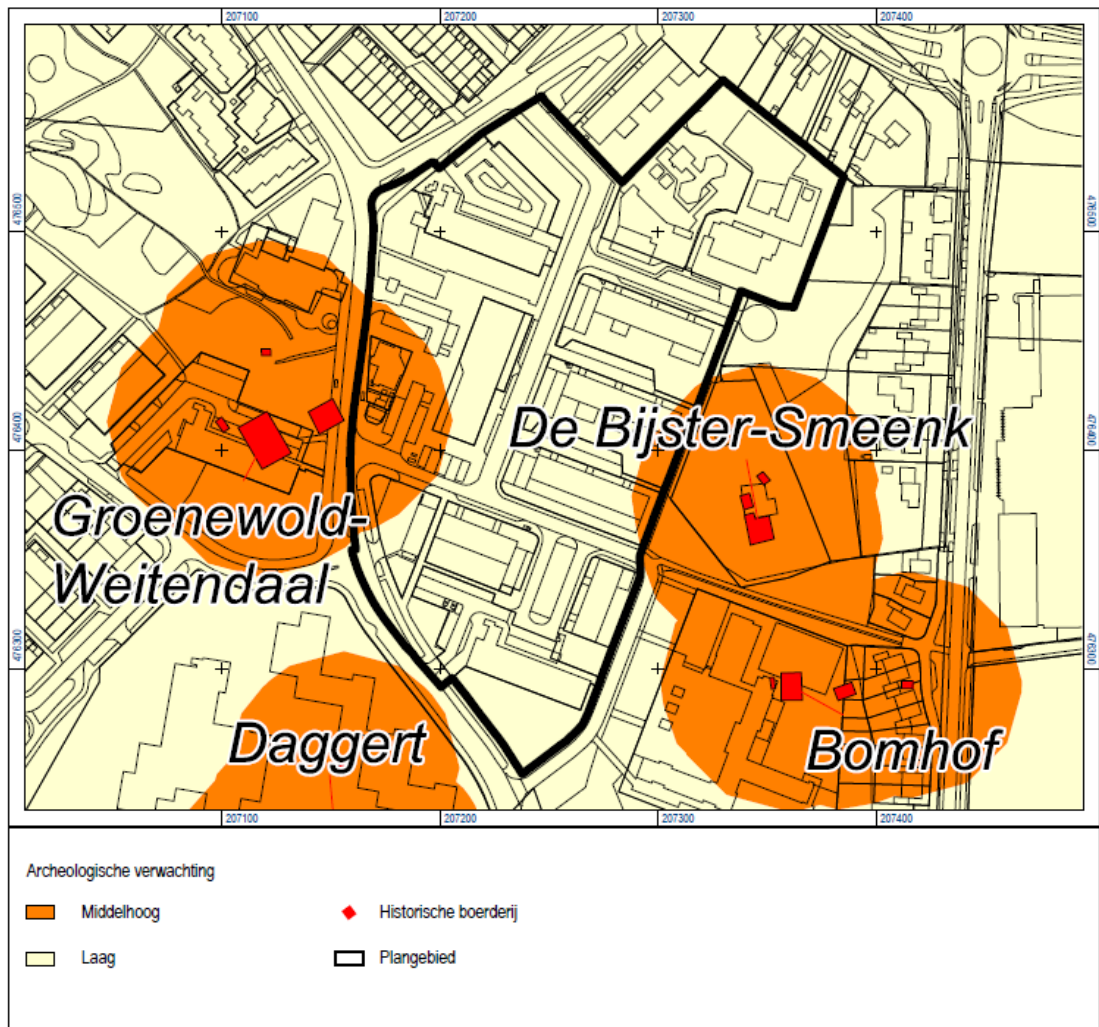 207100 207200 207300 207400
476500 476500
De Bijster-Smeenk
476400 476400
Groenewold-
Weitendaal
476300 476300
Daggert
Bomhof
207100 207200 207300 207400
Archeologische verwachting
Middelhoog Historische boerderij
Laag Plangebied